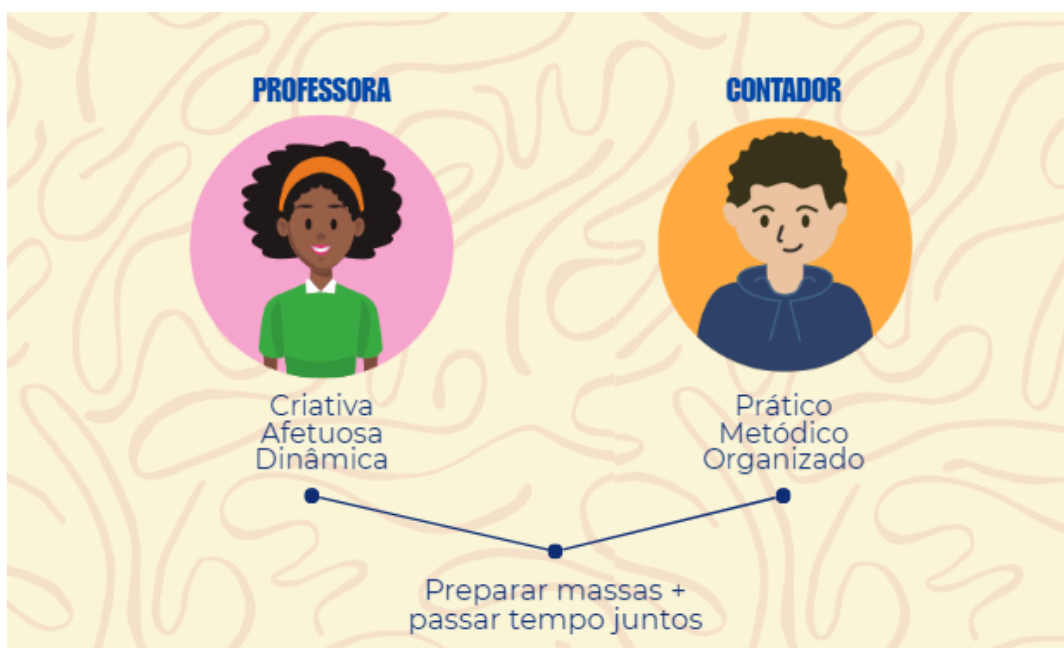 PROFESSORA
CONTADOR
Criativa
Afetuosa
Dinâmica
Prático
Metódico
Organizado
Preparar massas +
passar tempo juntos